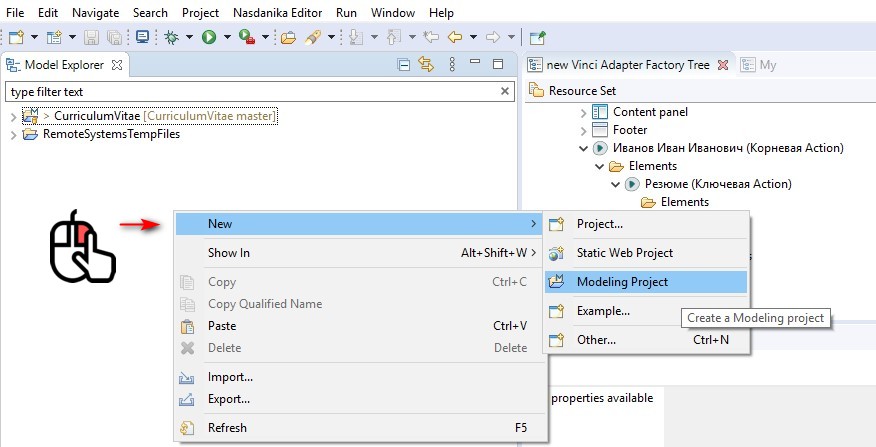 File Edit Navigate Search Project Nasdanika Editor Run Window Help
Model Explorer
type filter text
> CurriculumVitae [CurriculumVitae master]
RemoteSystemsTempFiles
new Vinci Adapter Factory Tree My
Resource Set
Content panel
Footer
Иванов Иван Иванович (Корневая Action)
Elements
Резюме (Ключевая Action)
Elements
New
Show In Alt+Shift+W >
Copy Ctrl+C
Copy Qualified Name
Paste Ctrl+V
Delete Delete
Import...
Export...
Refresh F5
Project...
Static Web Project
Modeling Project
Example...
Other... Ctrl+N
Create a Modeling project
properties available